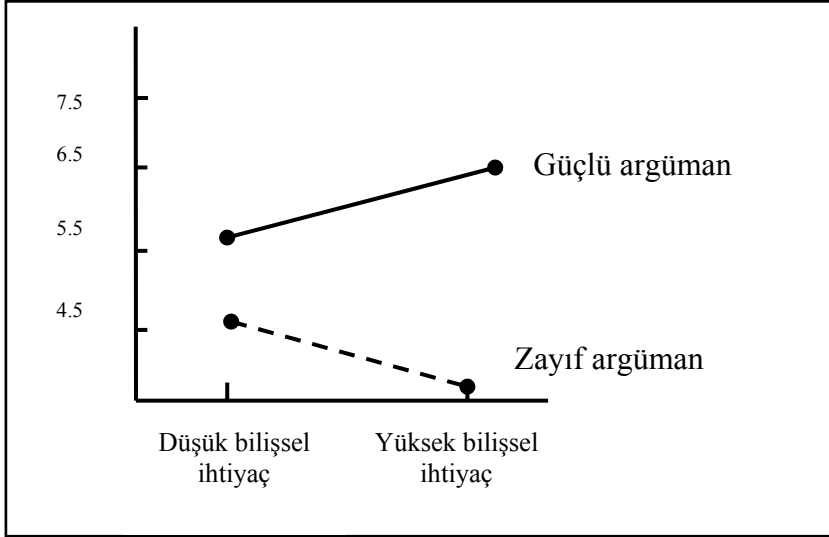 7.5
6.5
5.5
4.5
Güçlü argüman
Zayıf argüman
Düşük bilişsel
ihtiyaç
Yüksek bilişsel
ihtiyaç